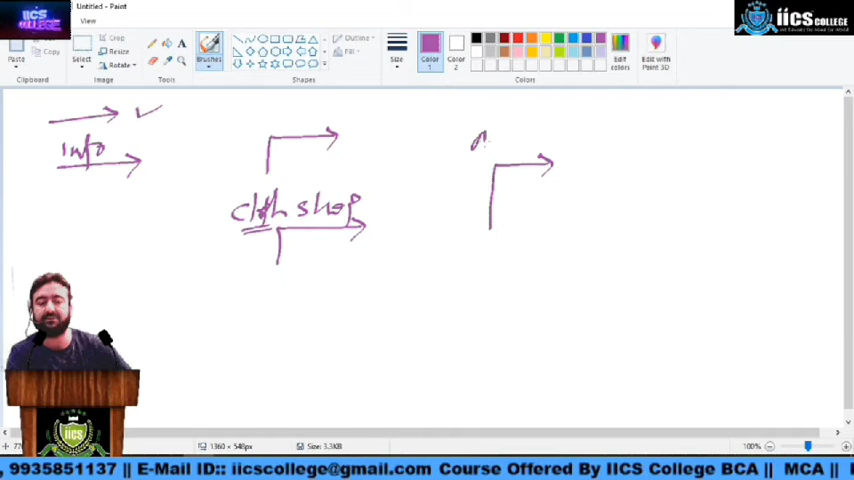 IICS
COLLEGE
Untitled - Paint
View
Paste
Copy
Clipboard
Select
Crop
Resize
Rotate
Image
A
Tools
Brushes
Outline
Fill
Shapes
Size
Color
1
Color
2
Edit
colors
Colors
Edit with
Paint 3D
iics COLLEGE
info
cloth shop
iics
1360 × 548px
Size: 3.3KB
100%
, 9935851137 || E-Mail ID:: iicscollege@gmail.com Course Offered By IICS College BCA || MCA ||